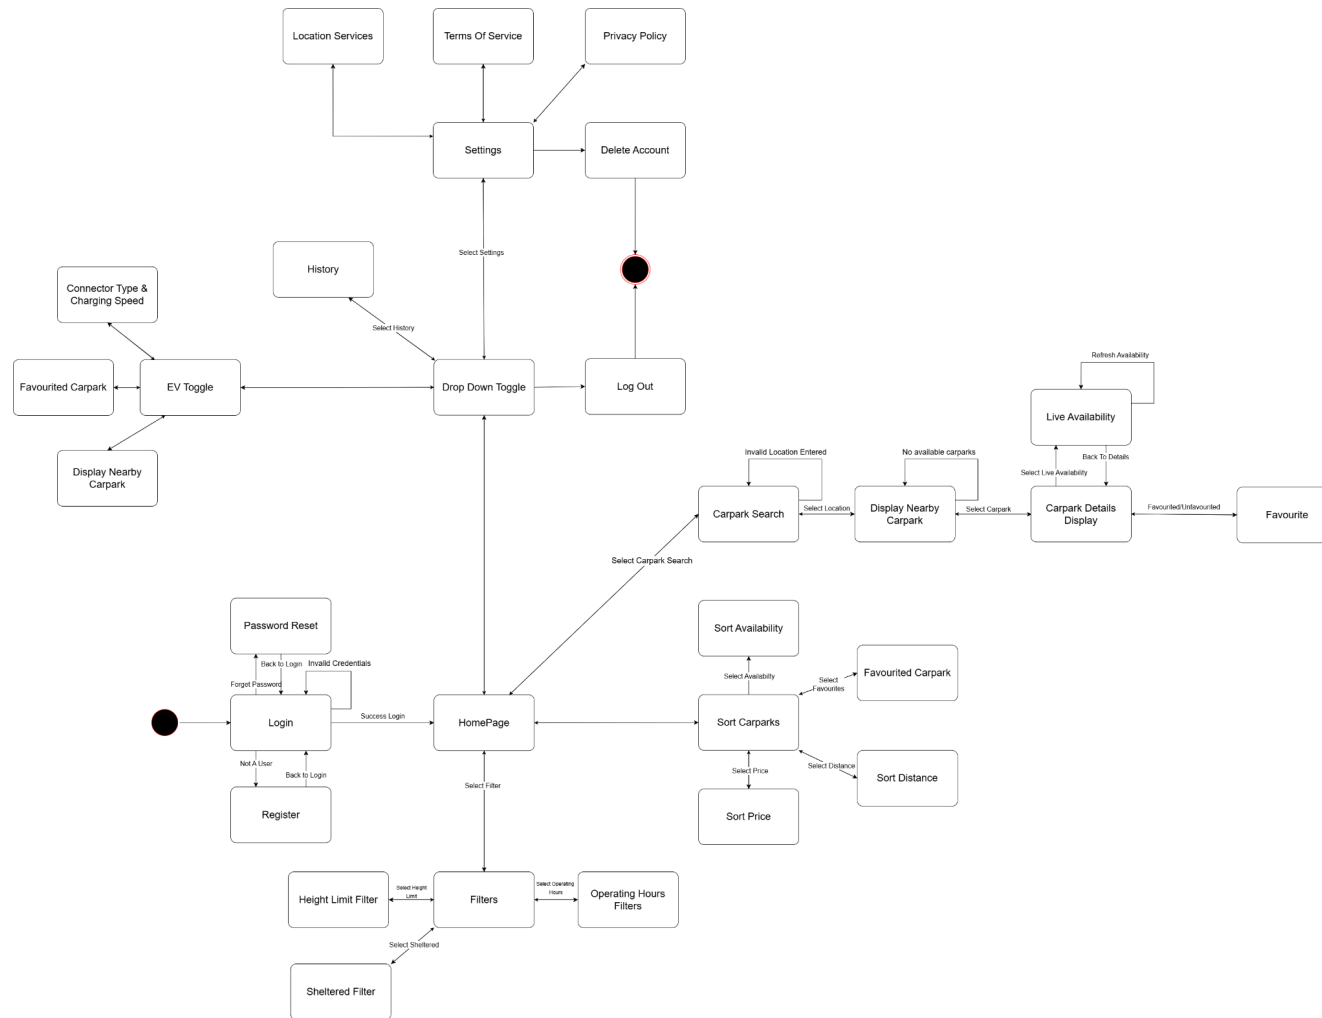 Location Services
Terms Of Service
Privacy Policy
Settings
Delete Account
Select Settings
History
Connector Type &
Charging Speed
Select History
Favourited Carpark
EV Toggle
Drop Down Toggle
Log Out
Display Nearby
Carpark
Refresh Availability
Live Availability
Back To Details
Select Live Availability
Invalid Location Entered
No available carparks
Carpark Search
Select Location
Display Nearby
Carpark
Select Carpark
Carpark Details
Display
Favourited/Unfavourited
Favourite
Select Carpark Search
Password Reset
Back to Login
Invalid Credentials
Forget Password
Login
Success Login
HomePage
Not A User
Back to Login
Register
Sort Availability
Select Availabilty
Select
Favourites
Favourited Carpark
Sort Carparks
Select Price
Select Distance
Sort Distance
Sort Price
Select Filter
Height Limit Filter
Select Height
Limit
Filters
Select Operating
Hours
Operating Hours
Filters
Select Sheltered
Sheltered Filter